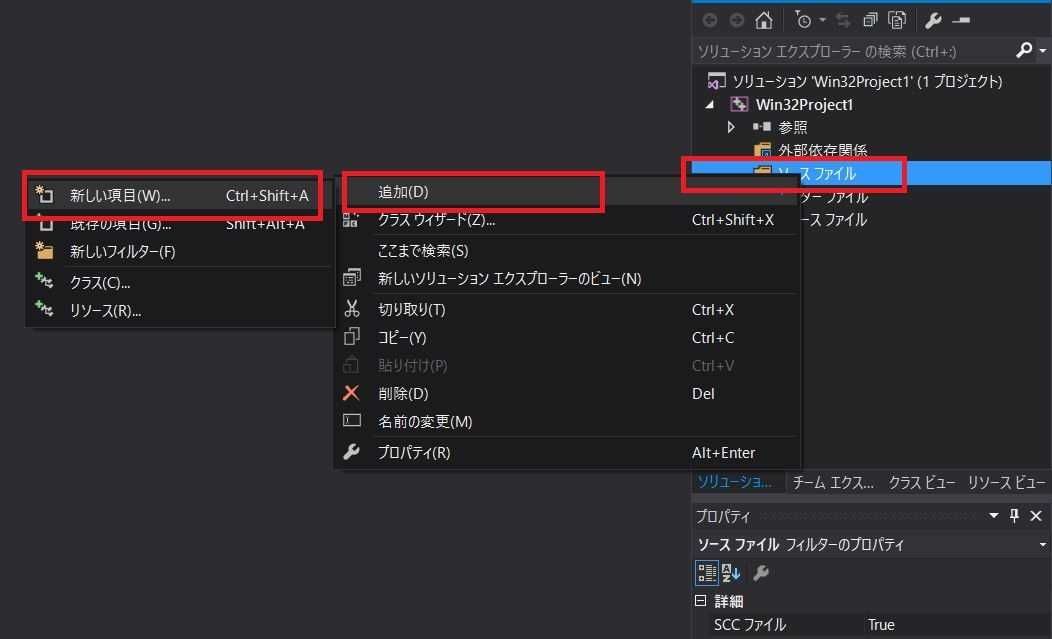 ソリューション エクスプローラー の検索 (Ctrl+:)
ソリューション 'Win32Project1' (1 プロジェクト)
Win32Project1
参照
外部依存関係
ソース ファイル
ダー ファイル
ース ファイル
新しい項目(W)... Ctrl+Shift+A
既存の項目(G)... Shift+Alt+A
新しいフィルター(F)
クラス(C)...
リソース(R)...
追加(D)
クラス ウィザード(Z)... Ctrl+Shift+X
ここまで検索(S)
新しいソリューション エクスプローラーのビュー(N)
切り取り(T) Ctrl+X
コピー(Y) Ctrl+C
貼り付け(P) Ctrl+V
削除(D) Del
名前の変更(M)
プロパティ(R) Alt+Enter
ソリューショ... チーム エクス... クラス ビュー リソース ビュー
プロパティ
ソース ファイル フィルターのプロパティ
詳細
SCC ファイル True